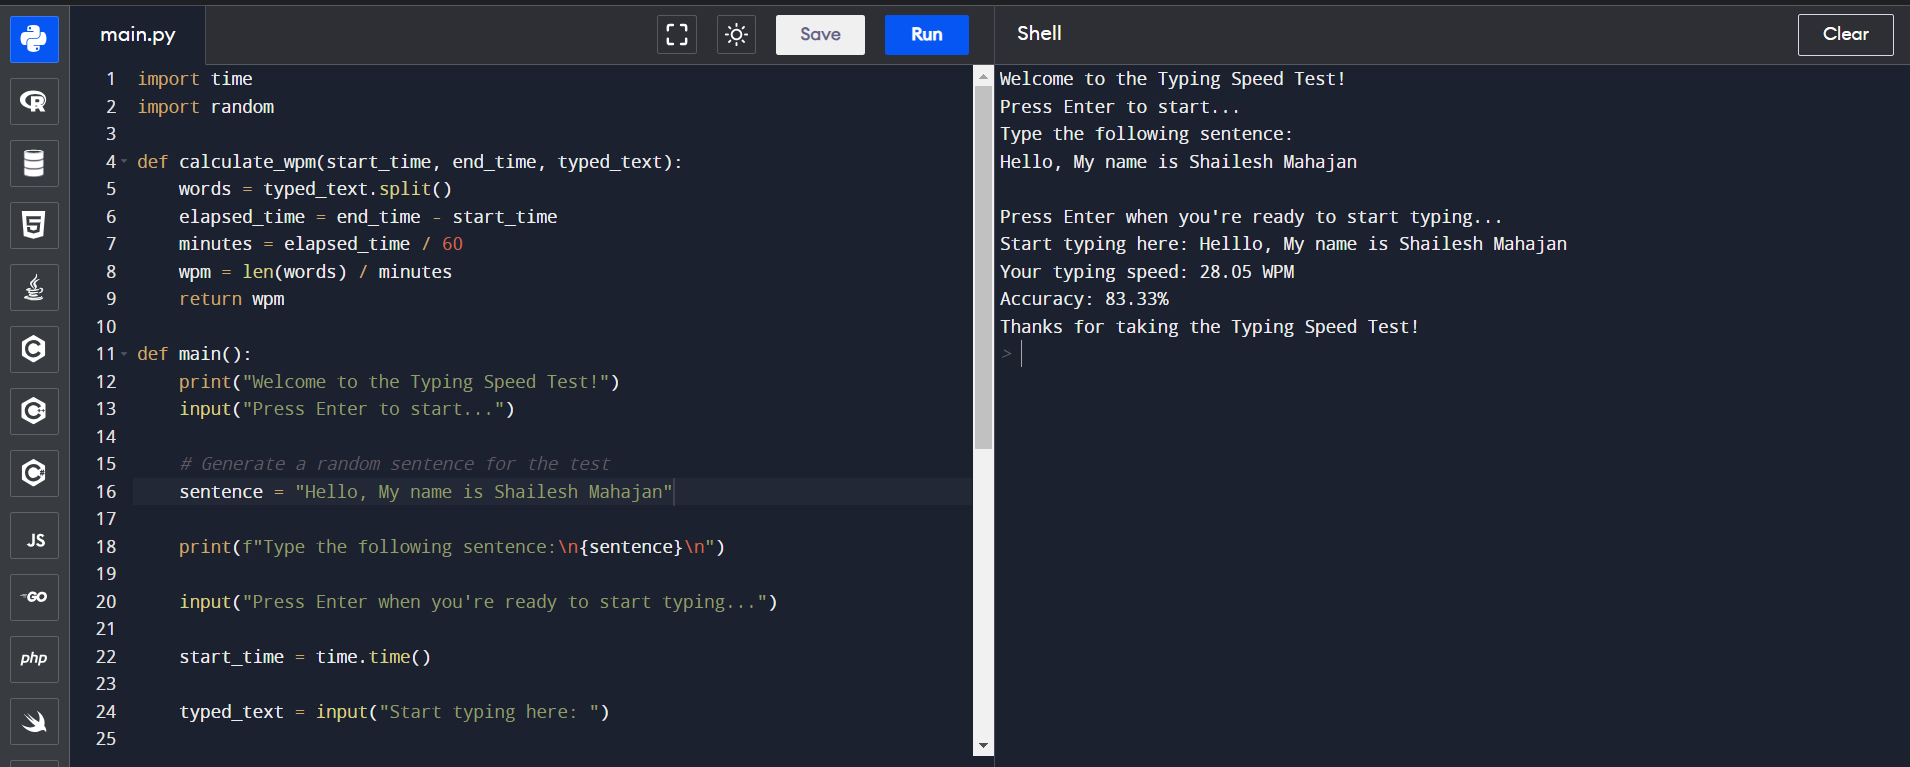 main.py
Save
Run
Shell
Clear
R
5
C
C++
C#
JS
GO
php
1 import time
2 import random
3
4 def calculate_wpm(start_time, end_time, typed_text):
5     words = typed_text.split()
6     elapsed_time = end_time - start_time
7     minutes = elapsed_time / 60
8     wpm = len(words) / minutes
9     return wpm
10
11 def main():
12     print("Welcome to the Typing Speed Test!")
13     input("Press Enter to start...")
14
15     # Generate a random sentence for the test
16     sentence = "Hello, My name is Shailesh Mahajan"
17
18     print(f"Type the following sentence:\n{sentence}\n")
19
20     input("Press Enter when you're ready to start typing...")
21
22     start_time = time.time()
23
24     typed_text = input("Start typing here: ")
25
Welcome to the Typing Speed Test!
Press Enter to start...
Type the following sentence:
Hello, My name is Shailesh Mahajan
Press Enter when you're ready to start typing...
Start typing here: Helllo, My name is Shailesh Mahajan
Your typing speed: 28.05 WPM
Accuracy: 83.33%
Thanks for taking the Typing Speed Test!
>